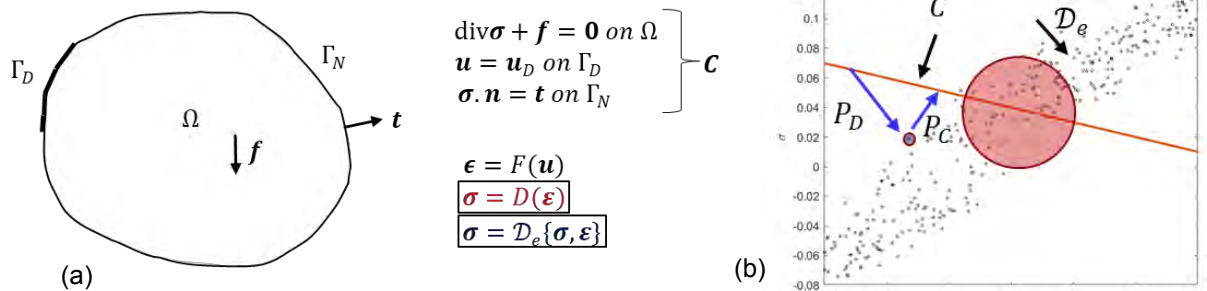 Γ_D
Γ_N
Ω
f
t
(a)
divσ + f = 0 on Ω
u = u_D on Γ_D
σ. n = t on Γ_N
C
ϵ = F(u)
σ = D(ε)
σ = 𝒟_e{σ, ε}
(b)
C
𝒟_e
P_D
P_C
σ
0.1
0.08
0.06
0.04
0.02
0
-0.02
-0.04
-0.06
-0.08